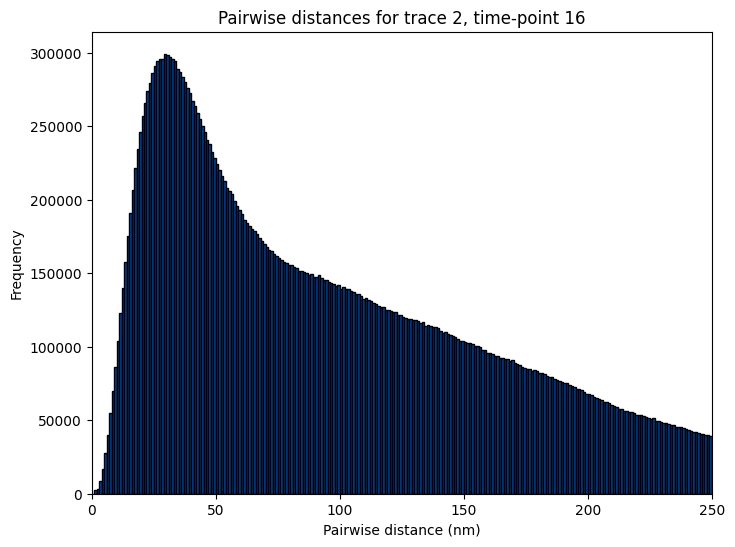 Pairwise distances for trace 2, time-point 16
Frequency
300000
250000
200000
150000
100000
50000
0
0 50 100 150 200 250
Pairwise distance (nm)